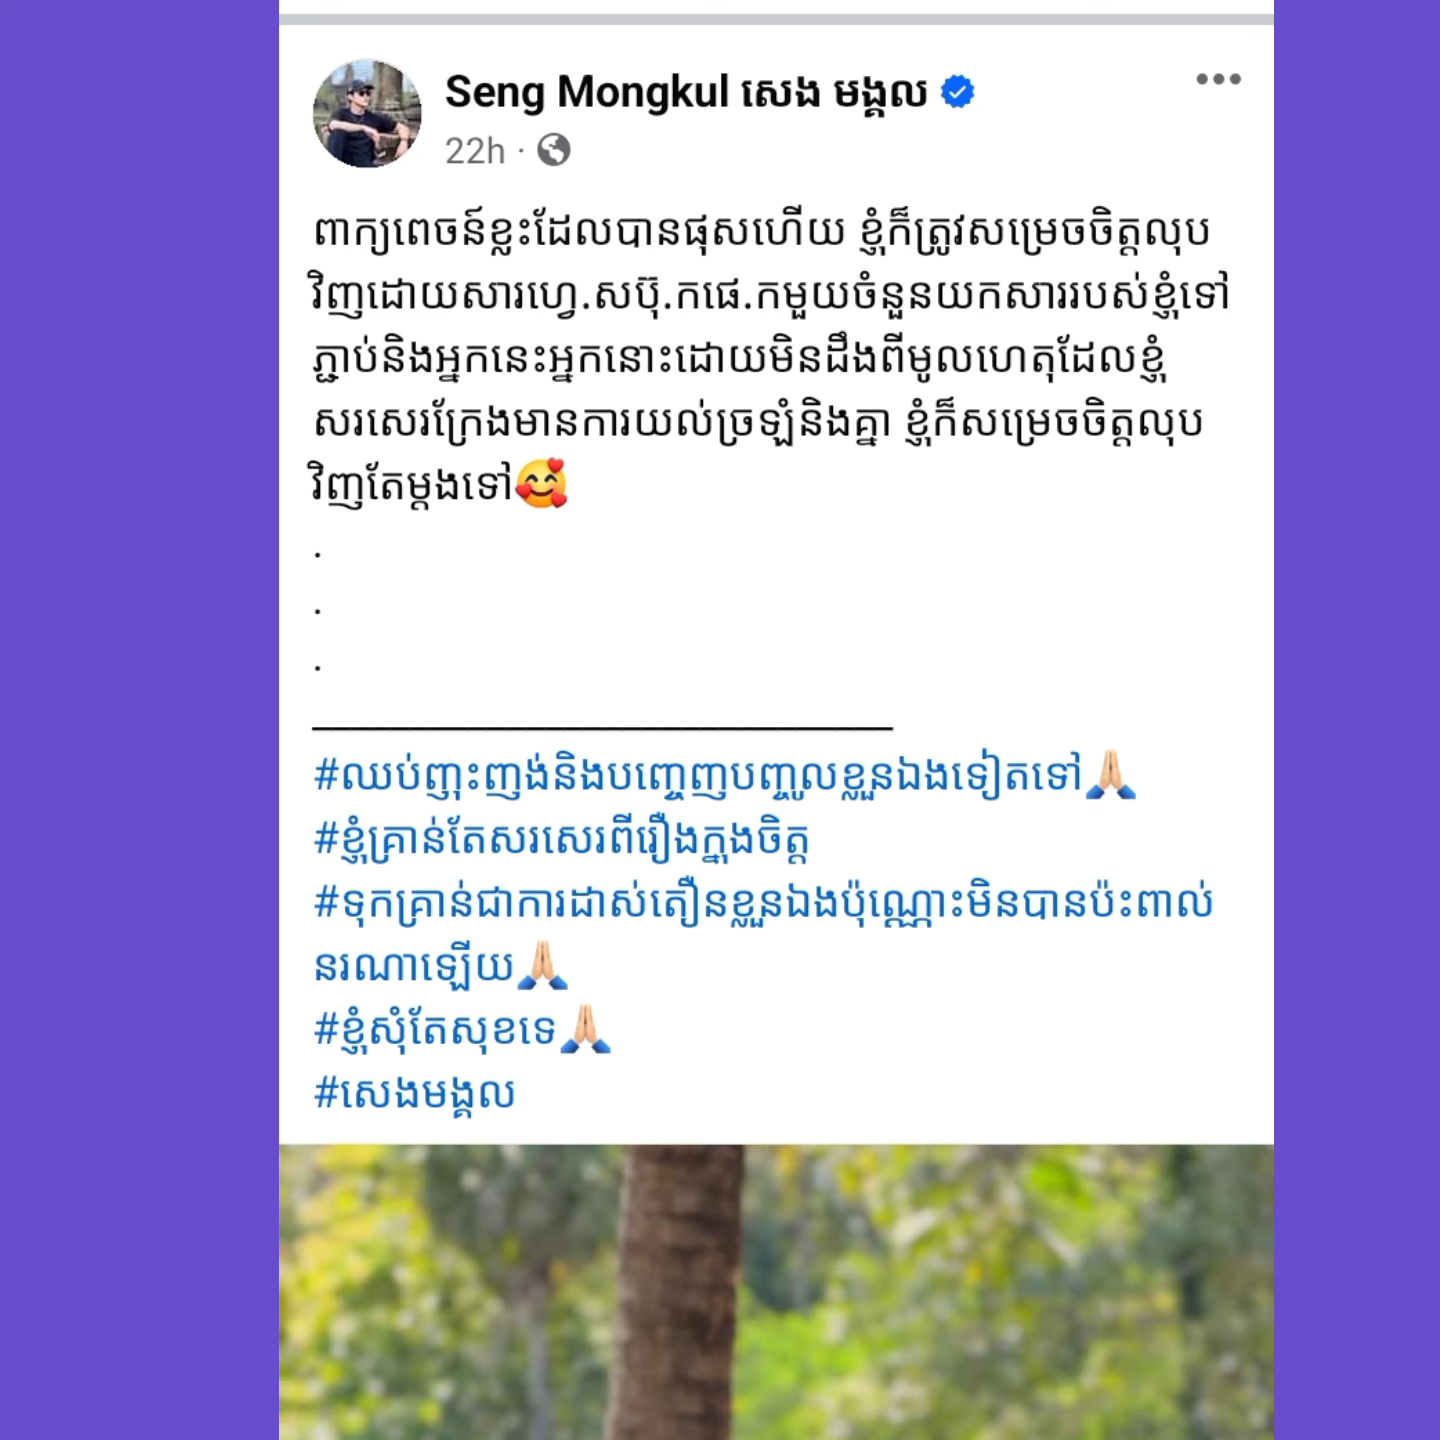 Seng Mongkul សេង មង្គល
22h ·
ពាក្យពេចន៍ខ្លះដែលបានផុសហើយ ខ្ញុំក៏ត្រូវសម្រេចចិត្តលុប
វិញដោយសារហ្វេ.សប៊ុ.កផេ.កមួយចំនួនយកសាររបស់ខ្ញុំទៅ
ភ្ជាប់និងអ្នកនេះអ្នកនោះដោយមិនដឹងពីមូលហេតុដែលខ្ញុំ
សរសេរក្រែងមានការយល់ច្រឡំនិងគ្នា ខ្ញុំក៏សម្រេចចិត្តលុប
វិញតែម្តងទៅ🥰
.
.
.
______________________________
#ឈប់ញុះញង់និងបញ្ចេញបញ្ចូលខ្លួនឯងទៀតទៅ🙏🏻
#ខ្ញុំគ្រាន់តែសរសេរពីរឿងក្នុងចិត្ត
#ទុកគ្រាន់ជាការដាស់តឿនខ្លួនឯងប៉ុណ្ណោះមិនបានប៉ះពាល់
នរណាឡើយ🙏🏻
#ខ្ញុំសុំតែសុខទេ🙏🏻
#សេងមង្គល